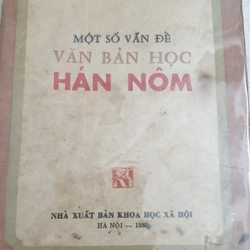 MỘT SỐ VẤN ĐỀ
VĂN BẢN HỌC
HÁN NÔM
NHÀ XUẤT BẢN KHOA HỌC XÃ HỘI
HÀ NỘI —